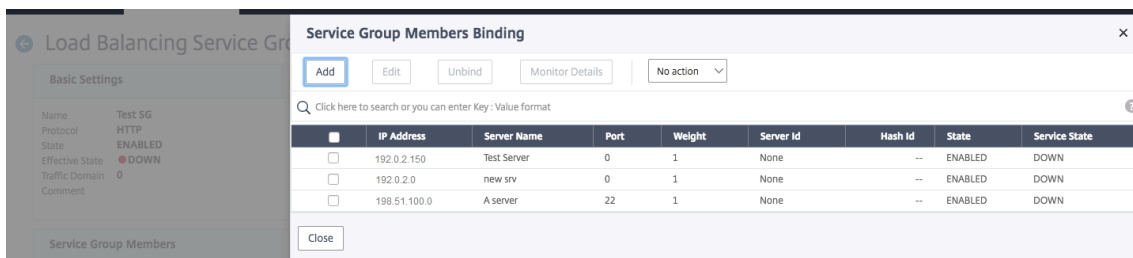 Load Balancing Service Gro
Basic Settings
Name Test SG
Protocol HTTP
State ENABLED
Effective State DOWN
Traffic Domain 0
Comment
Service Group Members
Service Group Members Binding
Add Edit Unbind Monitor Details No action
Click here to search or you can enter Key : Value format
IP Address Server Name Port Weight Server Id Hash Id State Service State
192.0.2.150 Test Server 0 1 None -- ENABLED DOWN
192.0.2.0 new srv 0 1 None -- ENABLED DOWN
198.51.100.0 A server 22 1 None -- ENABLED DOWN
Close